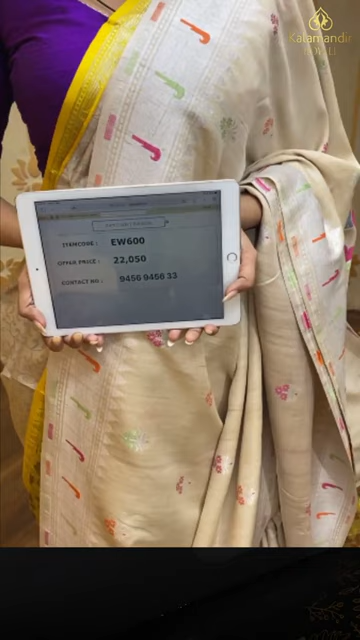 Kalamandir
ITEMCODE : EW600
OFFER PRICE : 22,050
CONTACT NO. : 9456 9456 33